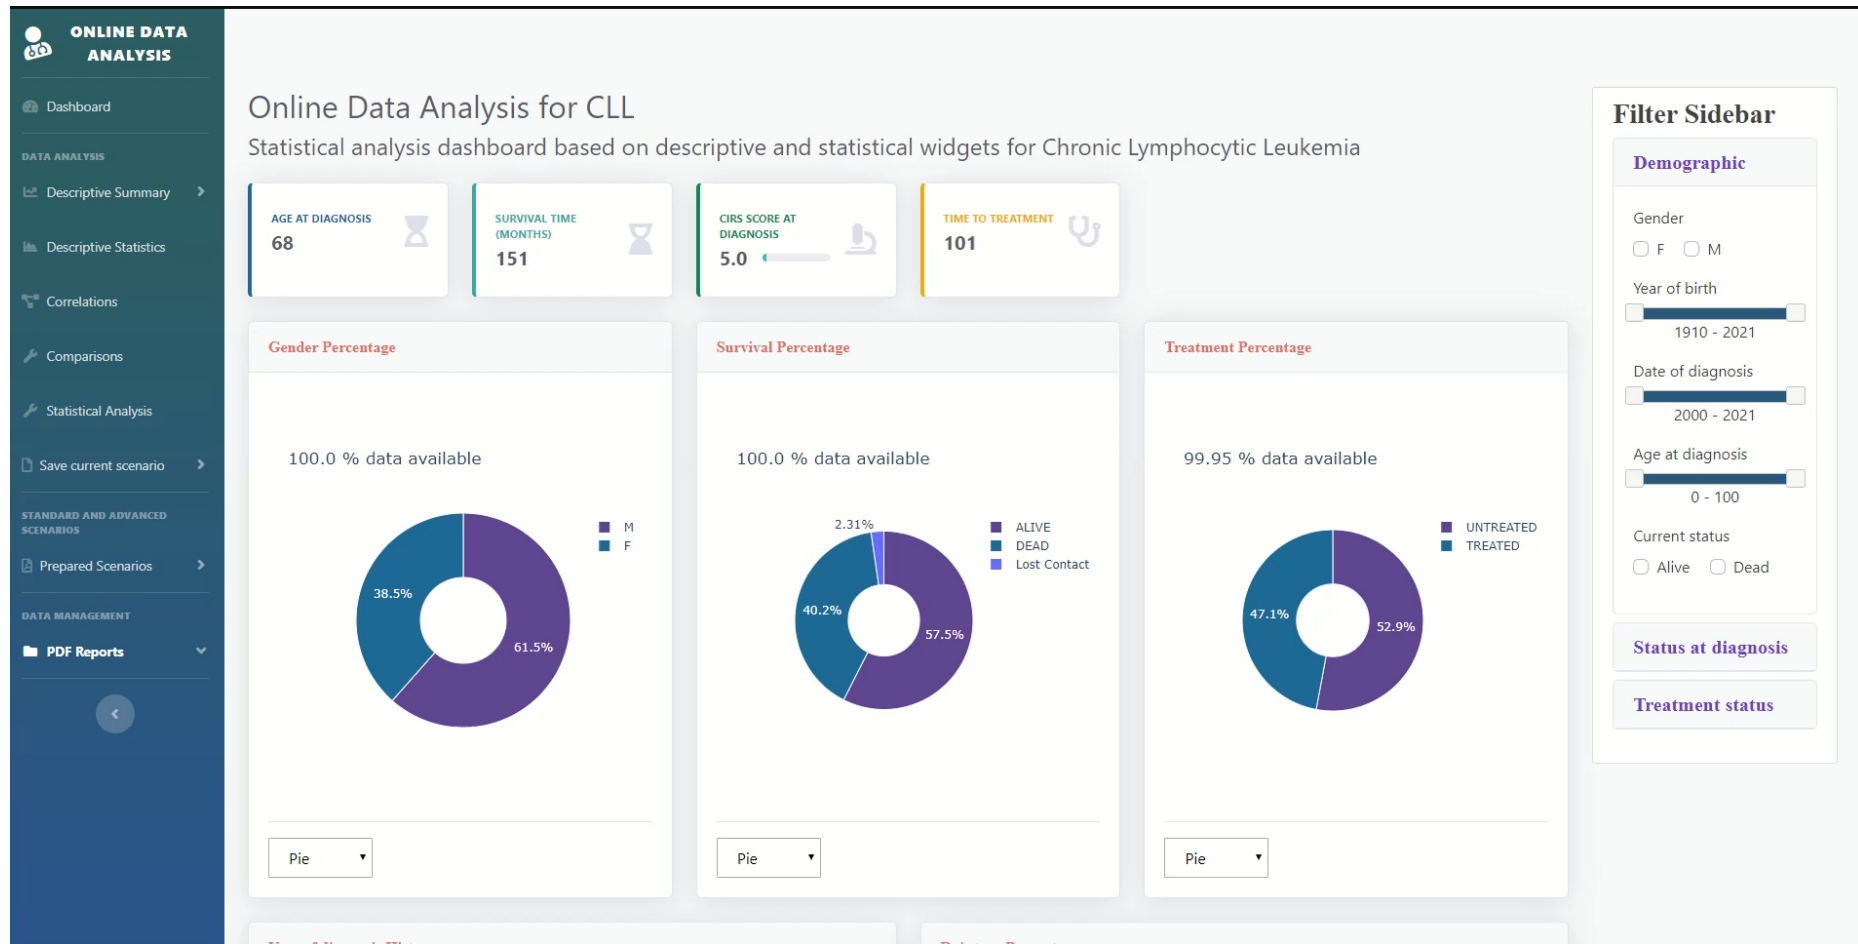 ONLINE DATA
ANALYSIS
Dashboard
DATA ANALYSIS
Descriptive Summary
Descriptive Statistics
Correlations
Comparisons
Statistical Analysis
Save current scenario
STANDARD AND ADVANCED
SCENARIOS
Prepared Scenarios
DATA MANAGEMENT
PDF Reports
Online Data Analysis for CLL
Statistical analysis dashboard based on descriptive and statistical widgets for Chronic Lymphocytic Leukemia
AGE AT DIAGNOSIS
68
SURVIVAL TIME
(MONTHS)
151
CIRS SCORE AT
DIAGNOSIS
5.0
TIME TO TREATMENT
101
Gender Percentage
100.0 % data available
M
F
38.5%
61.5%
Pie
Survival Percentage
100.0 % data available
2.31%
ALIVE
DEAD
Lost Contact
40.2%
57.5%
Pie
Treatment Percentage
99.95 % data available
UNTREATED
TREATED
47.1%
52.9%
Pie
Filter Sidebar
Demographic
Gender
F M
Year of birth
1910 - 2021
Date of diagnosis
2000 - 2021
Age at diagnosis
0 - 100
Current status
Alive Dead
Status at diagnosis
Treatment status